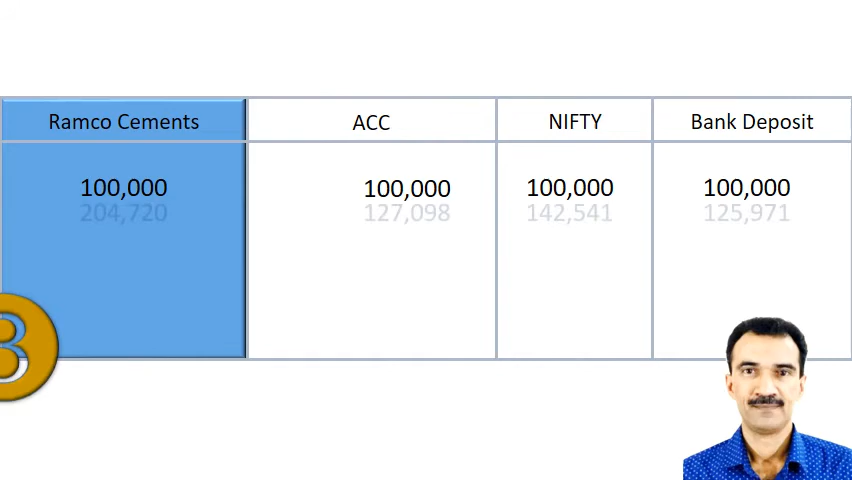 Ramco Cements ACC NIFTY Bank Deposit
100,000 100,000 100,000 100,000
204,720 127,098 142,541 125,971
3